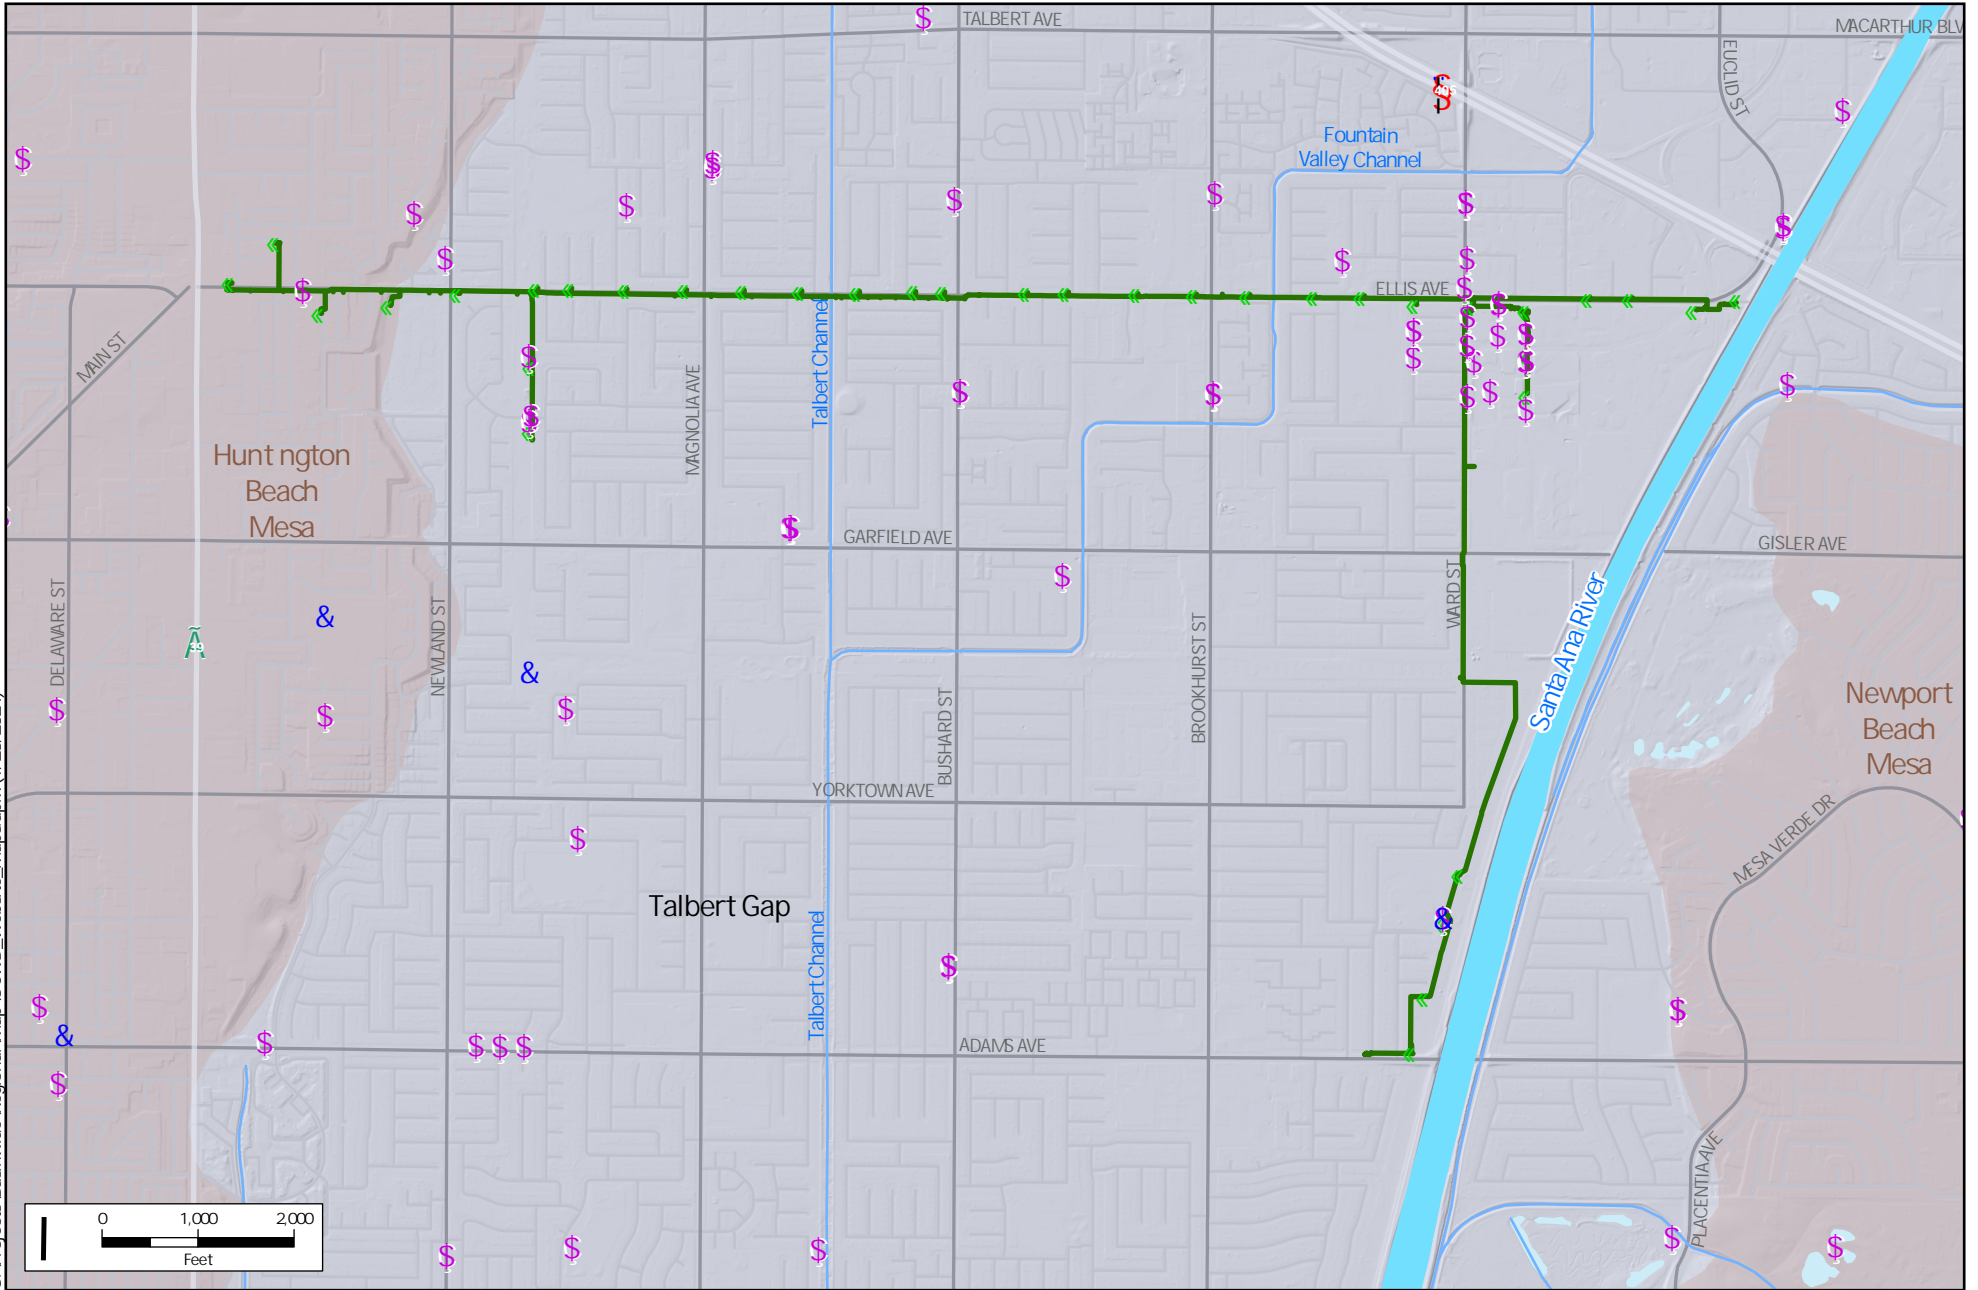 TALBERT AVE
MACARTHUR BLV
EUCLID ST
Fountain
Valley Channel
ELLIS AVE
MAIN ST
Talbert Channel
MAGNOLIA AVE
Hunt ngton
Beach
Mesa
GARFIELD AVE
GISLER AVE
DELAWARE ST
NEWLAND ST
39
WARD ST
Santa Ana River
BROOKHURST ST
BUSHARD ST
Newport
Beach
Mesa
YORKTOWN AVE
MESA VERDE DR
Talbert Gap
Talbert Channel
ADAMS AVE
PLACENTIA AVE
0 1,000 2,000
Feet